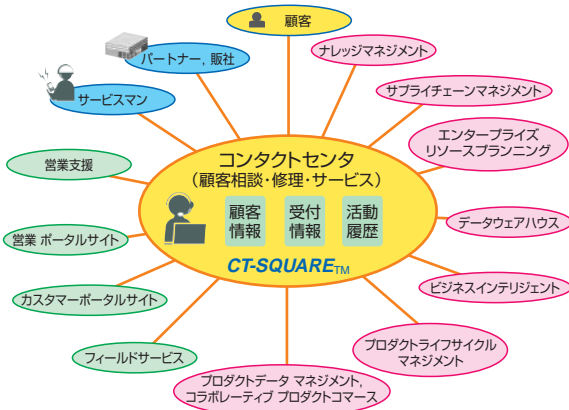 顧客
パートナー, 販社
サービスマン
ナレッジマネジメント
サプライチェーンマネジメント
エンタープライズ
リソースプランニング
コンタクトセンタ
(顧客相談・修理・サービス)
顧客
情報
受付
情報
活動
履歴
CT-SQUARE™
営業支援
営業 ポータルサイト
カスタマーポータルサイト
フィールドサービス
データウェアハウス
ビジネスインテリジェント
プロダクトライフサイクル
マネジメント
プロダクトデータ マネジメント,
コラボレーティブ プロダクトコマース